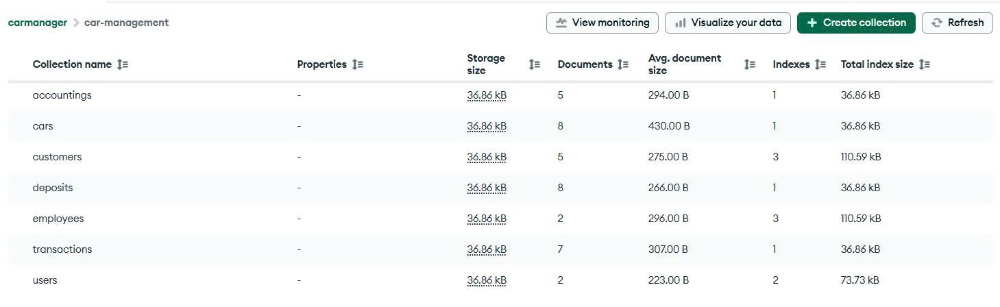 carmanager > car-management View monitoring Visualize your data + Create collection Refresh
Collection name Properties Storage size Documents Avg. document size Indexes Total index size
accountings - 36.86 kB 5 294.00 B 1 36.86 kB
cars - 36.86 kB 8 430.00 B 1 36.86 kB
customers - 36.86 kB 5 275.00 B 3 110.59 kB
deposits - 36.86 kB 8 266.00 B 1 36.86 kB
employees - 36.86 kB 2 296.00 B 3 110.59 kB
transactions - 36.86 kB 7 307.00 B 1 36.86 kB
users - 36.86 kB 2 223.00 B 2 73.73 kB